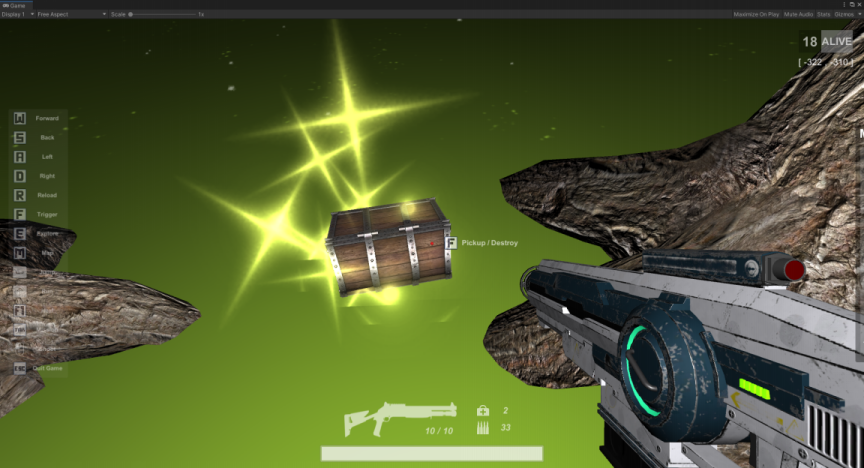 Game
Display 1 Free Aspect Scale 1x Maximize On Play Mute Audio Stats Gizmos
18 ALIVE
[ -322 , -310 ]
W Forward
S Back
A Left
D Right
R Reload
F Trigger
E
M
F Pickup / Destroy
ESC Quit Game
10 / 10
2
33